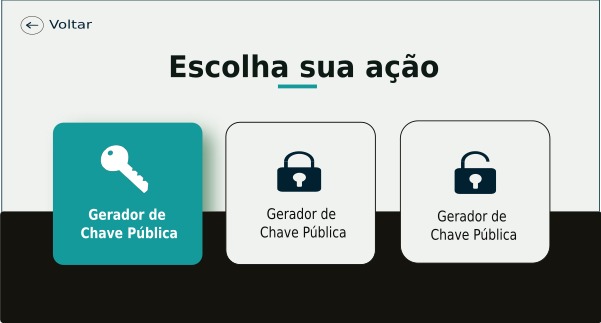 Voltar
Escolha sua ação
Gerador de
Chave Pública
Gerador de
Chave Pública
Gerador de
Chave Pública